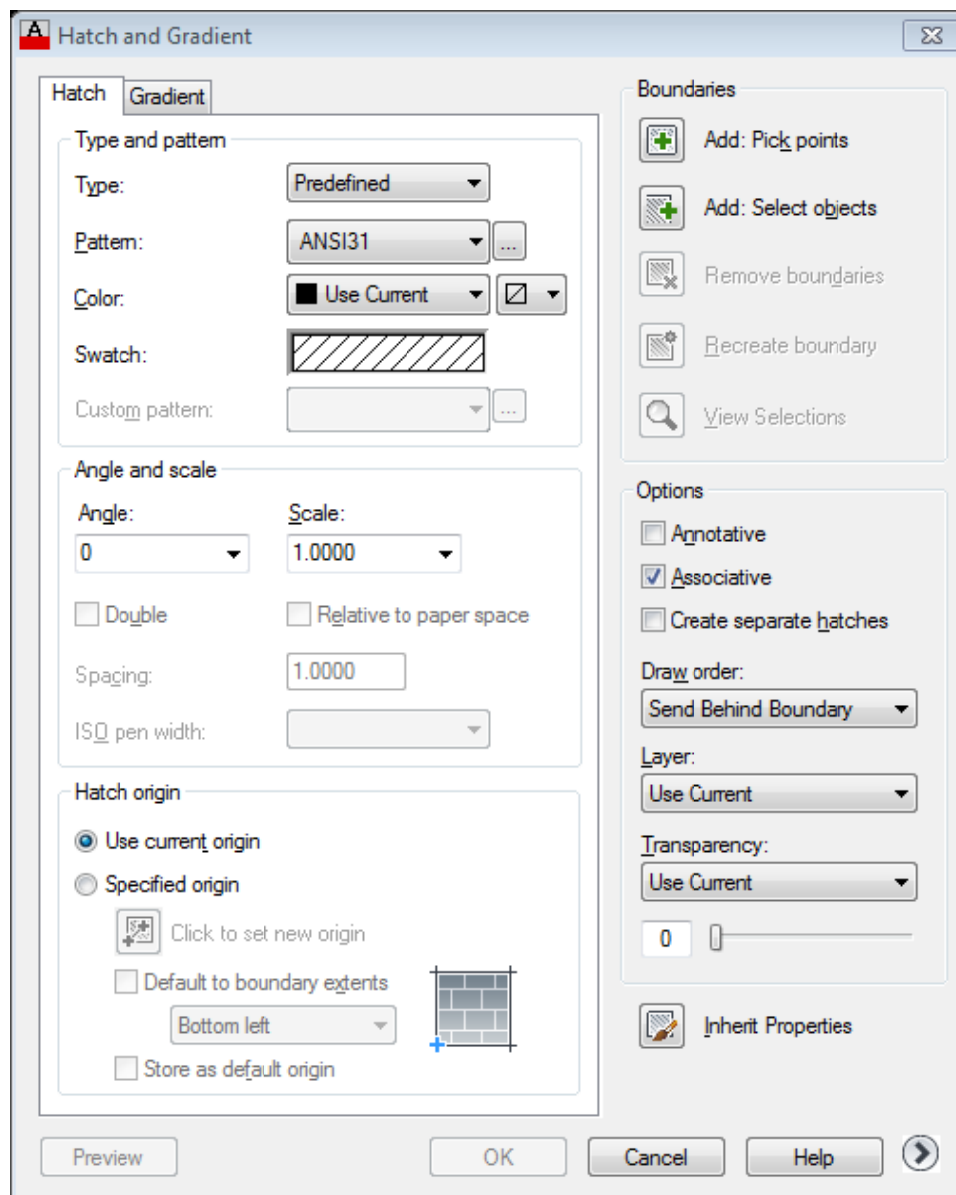 Hatch and Gradient
Hatch
Gradient
Type and pattern
Type:
Predefined
Pattern:
ANSI31
...
Color:
Use Current
Swatch:
Custom pattern:
...
Angle and scale
Angle:
Scale:
0
1.0000
Double
Relative to paper space
Spacing:
1.0000
ISO pen width:
Hatch origin
Use current origin
Specified origin
Click to set new origin
Default to boundary extents
Bottom left
Store as default origin
Boundaries
Add: Pick points
Add: Select objects
Remove boundaries
Recreate boundary
View Selections
Options
Annotative
Associative
Create separate hatches
Draw order:
Send Behind Boundary
Layer:
Use Current
Transparency:
Use Current
0
Inherit Properties
Preview
OK
Cancel
Help